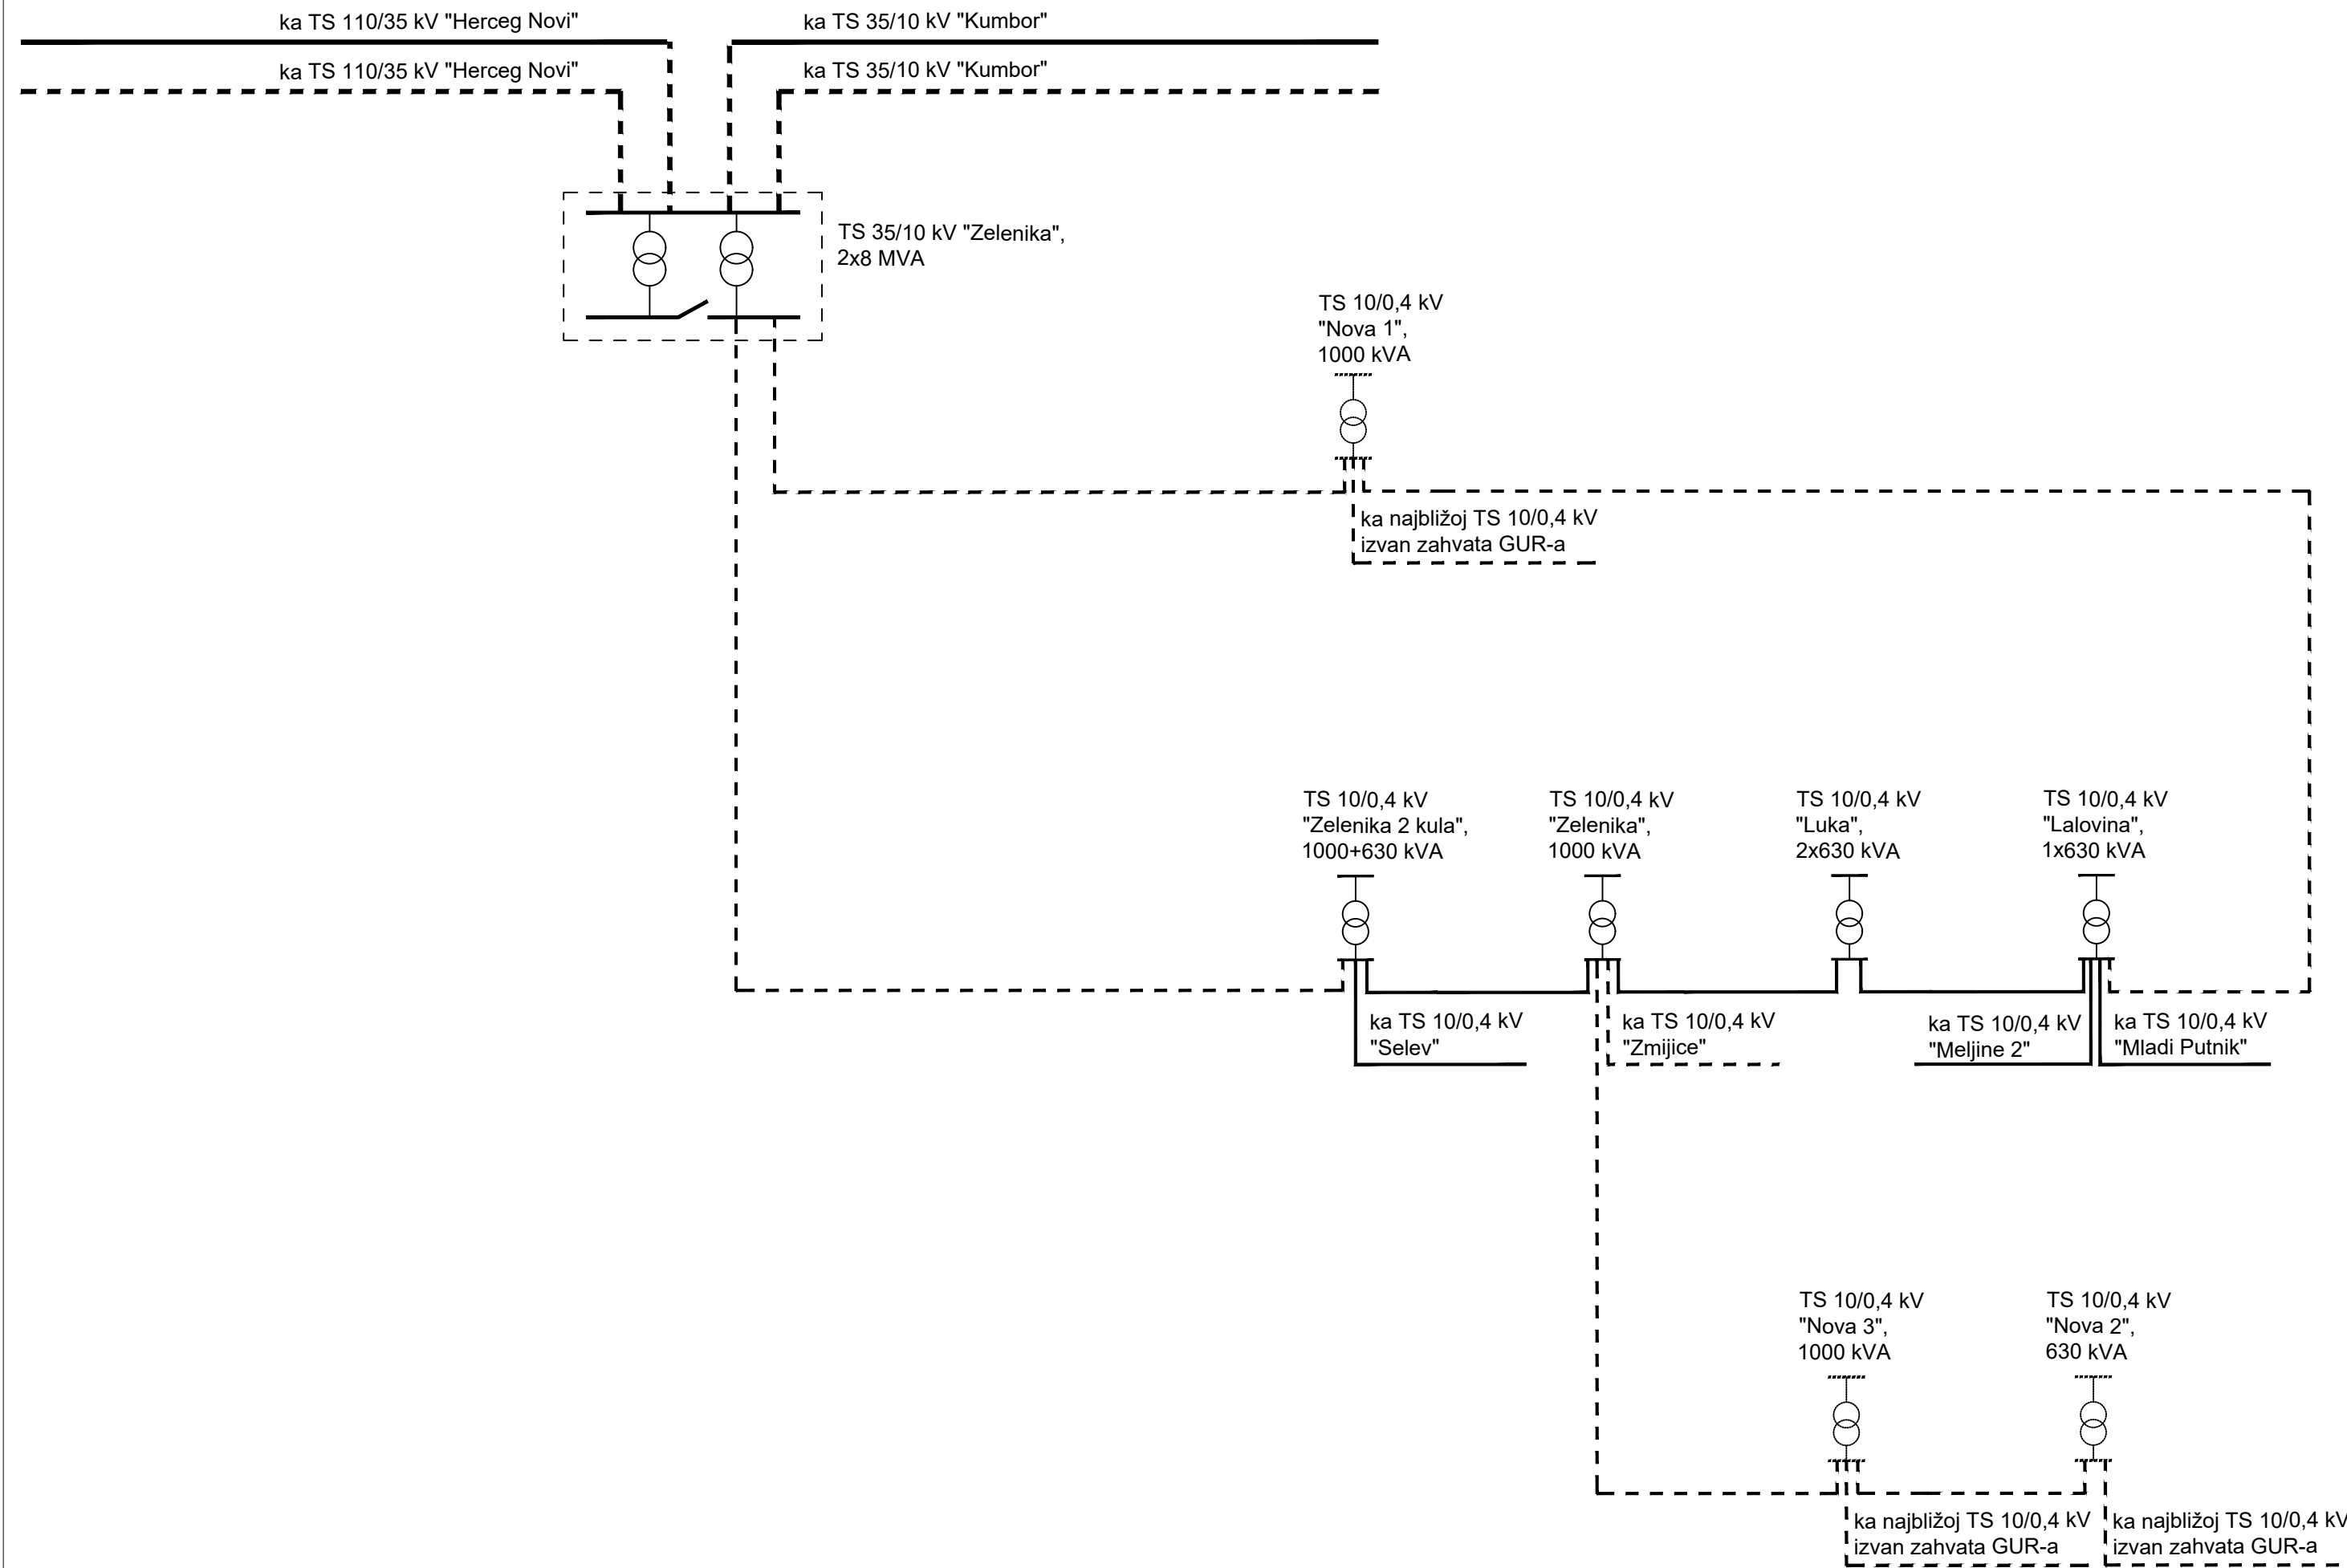 ka TS 110/35 kV "Herceg Novi"
ka TS 35/10 kV "Kumbor"
ka TS 110/35 kV "Herceg Novi"
ka TS 35/10 kV "Kumbor"
TS 35/10 kV "Zelenika",
2x8 MVA
TS 10/0,4 kV
"Nova 1",
1000 kVA
ka najbližoj TS 10/0,4 kV
izvan zahvata GUR-a
TS 10/0,4 kV
"Zelenika 2 kula",
1000+630 kVA
TS 10/0,4 kV
"Zelenika",
1000 kVA
TS 10/0,4 kV
"Luka",
2x630 kVA
TS 10/0,4 kV
"Lalovina",
1x630 kVA
ka TS 10/0,4 kV
"Selev"
ka TS 10/0,4 kV
"Zmijice"
ka TS 10/0,4 kV
"Meljine 2"
ka TS 10/0,4 kV
"Mladi Putnik"
TS 10/0,4 kV
"Nova 3",
1000 kVA
TS 10/0,4 kV
"Nova 2",
630 kVA
ka najbližoj TS 10/0,4 kV
izvan zahvata GUR-a
ka najbližoj TS 10/0,4 kV
izvan zahvata GUR-a